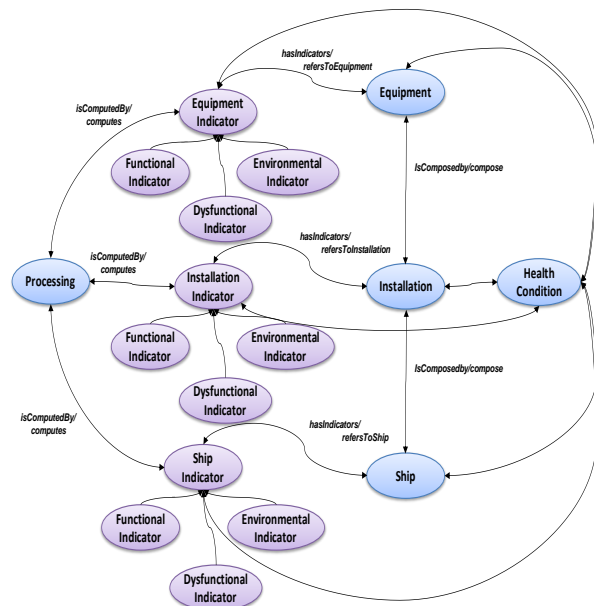 hasIndicators/
refersToEquipment
Equipment
Equipment
Indicator
isComputedBy/
computes
Functional
Indicator
Environmental
Indicator
IsComposedby/compose
Dysfunctional
Indicator
hasIndicators/
refersToInstallation
isComputedBy/
computes
Processing
Installation
Indicator
Installation
Health
Condition
Functional
Indicator
Environmental
Indicator
IsComposedby/compose
Dysfunctional
Indicator
isComputedBy/
computes
hasIndicators/
refersToShip
Ship
Indicator
Ship
Functional
Indicator
Environmental
Indicator
Dysfunctional
Indicator